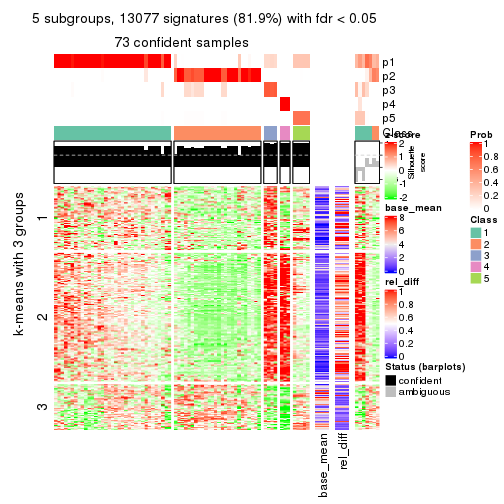 5 subgroups, 13077 signatures (81.9%) with fdr < 0.05
73 confident samples
p1
p2
p3
p4
p5
Class
Silhouette
score
1
2
3
k-means with 3 groups
base_mean
rel_diff
z-score
2
1
0
-1
-2
base_mean
8
6
4
2
0
rel_diff
1
0.8
0.6
0.4
0.2
0
Status (barplots)
confident
ambiguous
Prob
1
0.8
0.6
0.4
0.2
0
Class
1
2
3
4
5